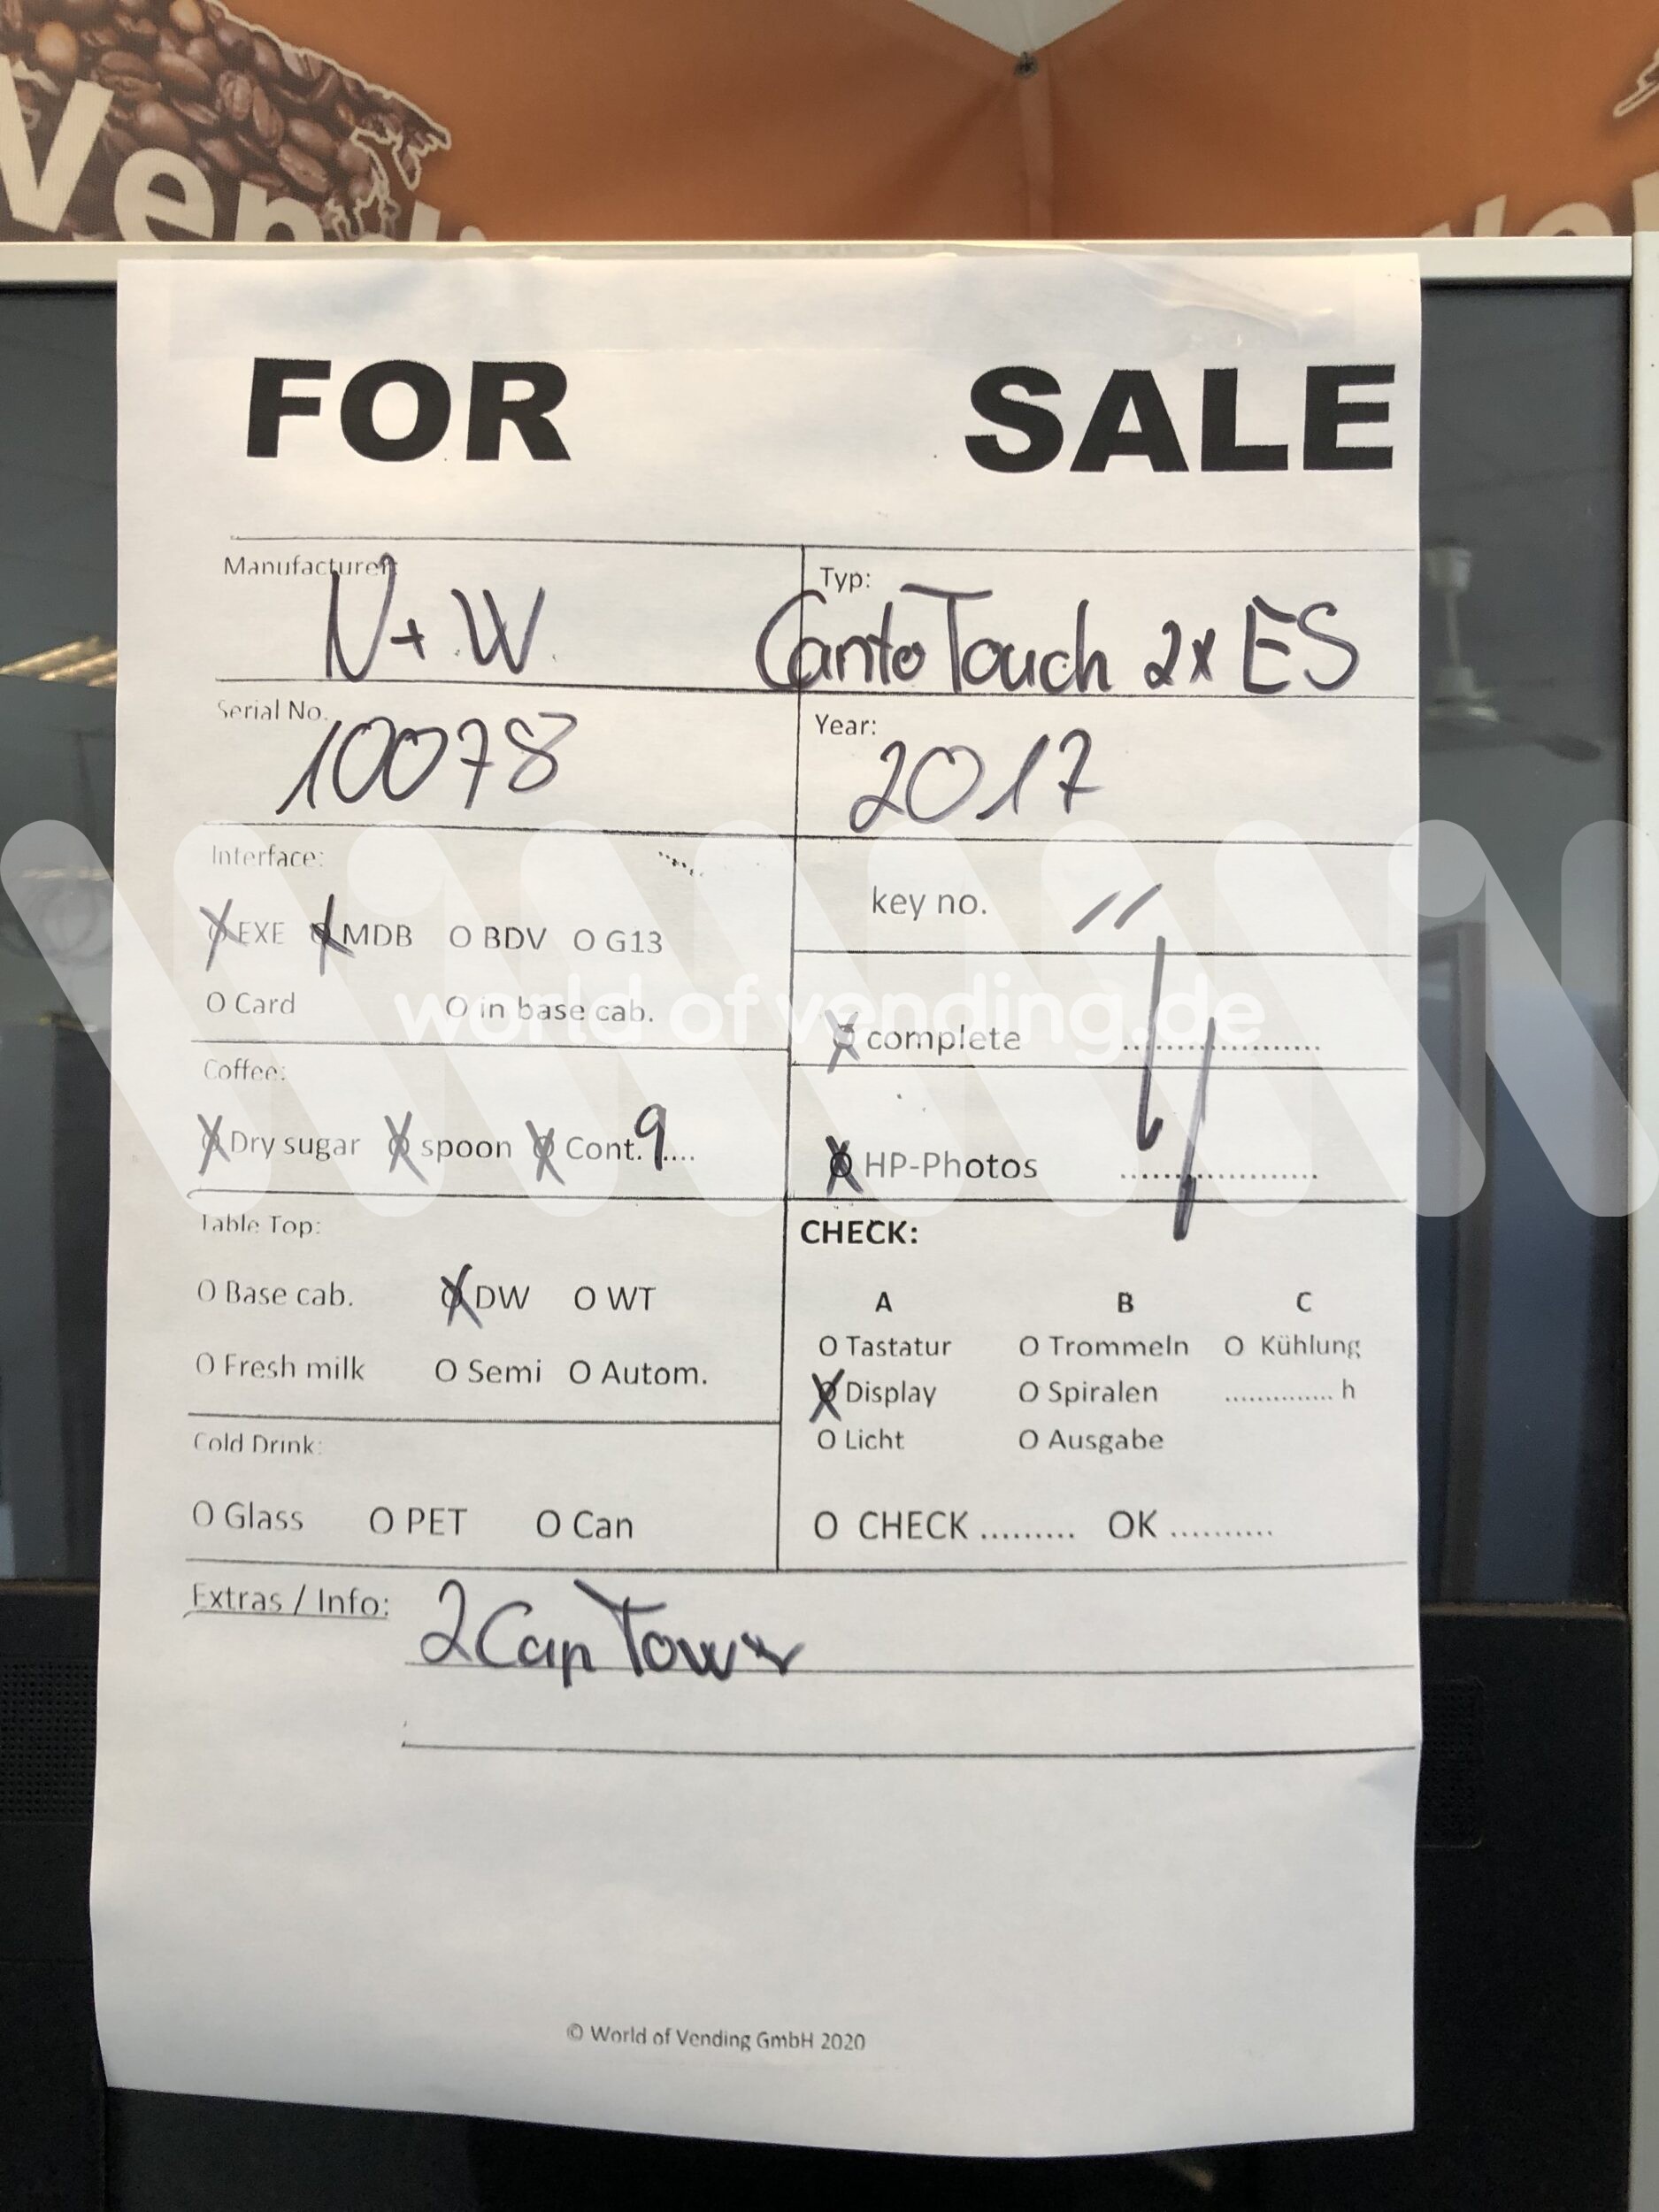 Vendi
FOR SALE
Manufacturer: N+W Typ: Canto Touch 2x ES
Serial No. 10078 Year: 2017
Interface:
key no. //
X EXE X MDB O BDV O G13
O Card O in base cab.
X complete ....................
Coffee:
X Dry sugar X spoon X Cont. 9 .....
X HP-Photos ....................
Table Top:
CHECK:
O Base cab. X DW O WT
A B C
O Tastatur O Trommeln O Kühlung
O Fresh milk O Semi O Autom.
X Display O Spiralen .............. h
Cold Drink:
O Licht O Ausgabe
O Glass O PET O Can
O CHECK ......... OK ..........
Extras / Info: 2 Cup Tower
© World of Vending GmbH 2020
world of vending.de